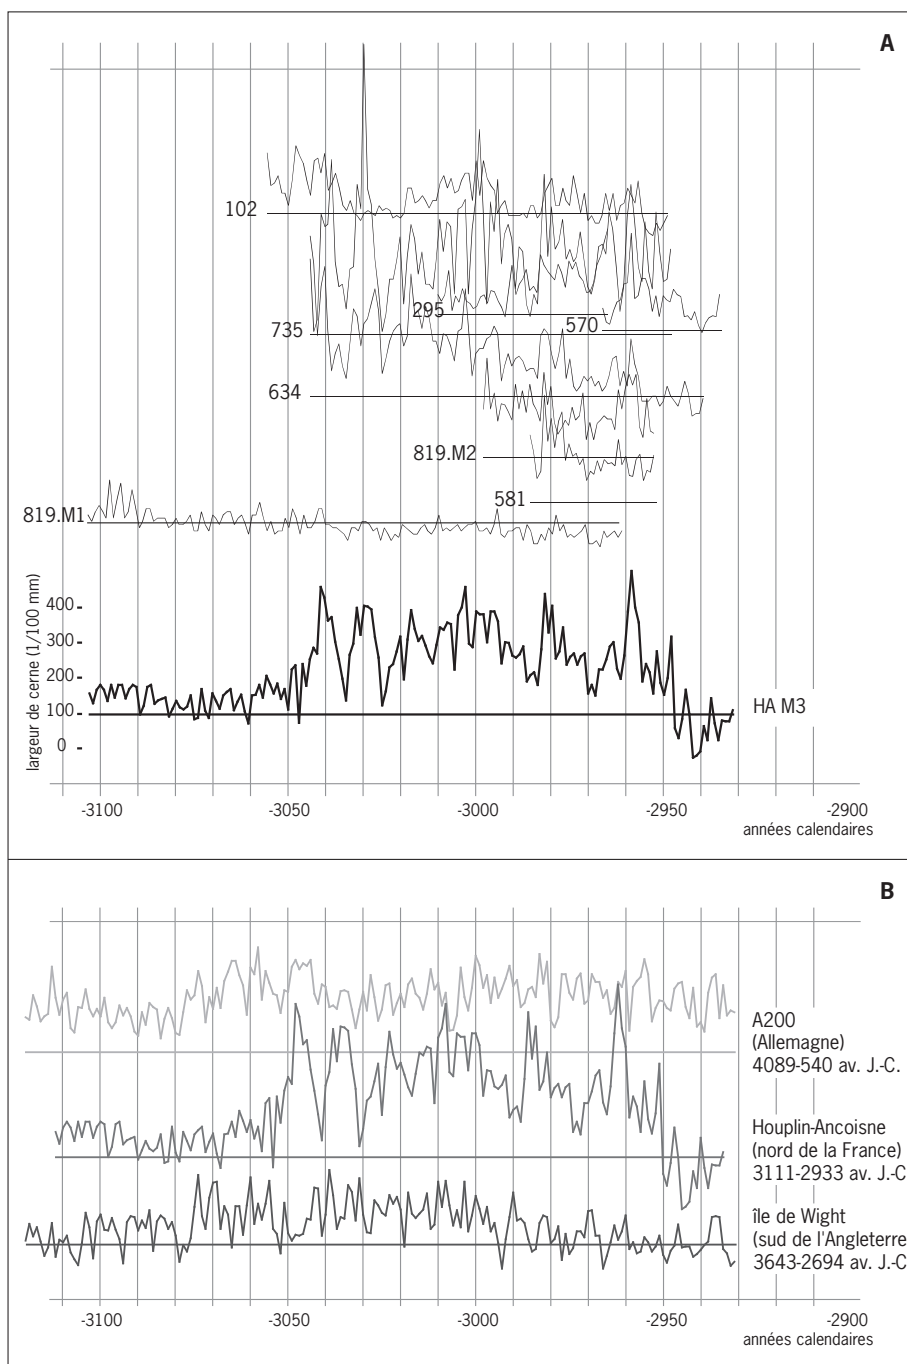 A
102
295
570
735
634
819.M2
581
819.M1
largeur de cerne (1/100 mm)
400
300
200
100
0
HA M3
-3100 -3050 -3000 -2950 -2900
années calendaires
B
A200
(Allemagne)
4089-540 av. J.-C.
Houplin-Ancoisne
(nord de la France)
3111-2933 av. J.-C
île de Wight
(sud de l'Angleterre
3643-2694 av. J.-C
-3100 -3050 -3000 -2950 -2900
années calendaires